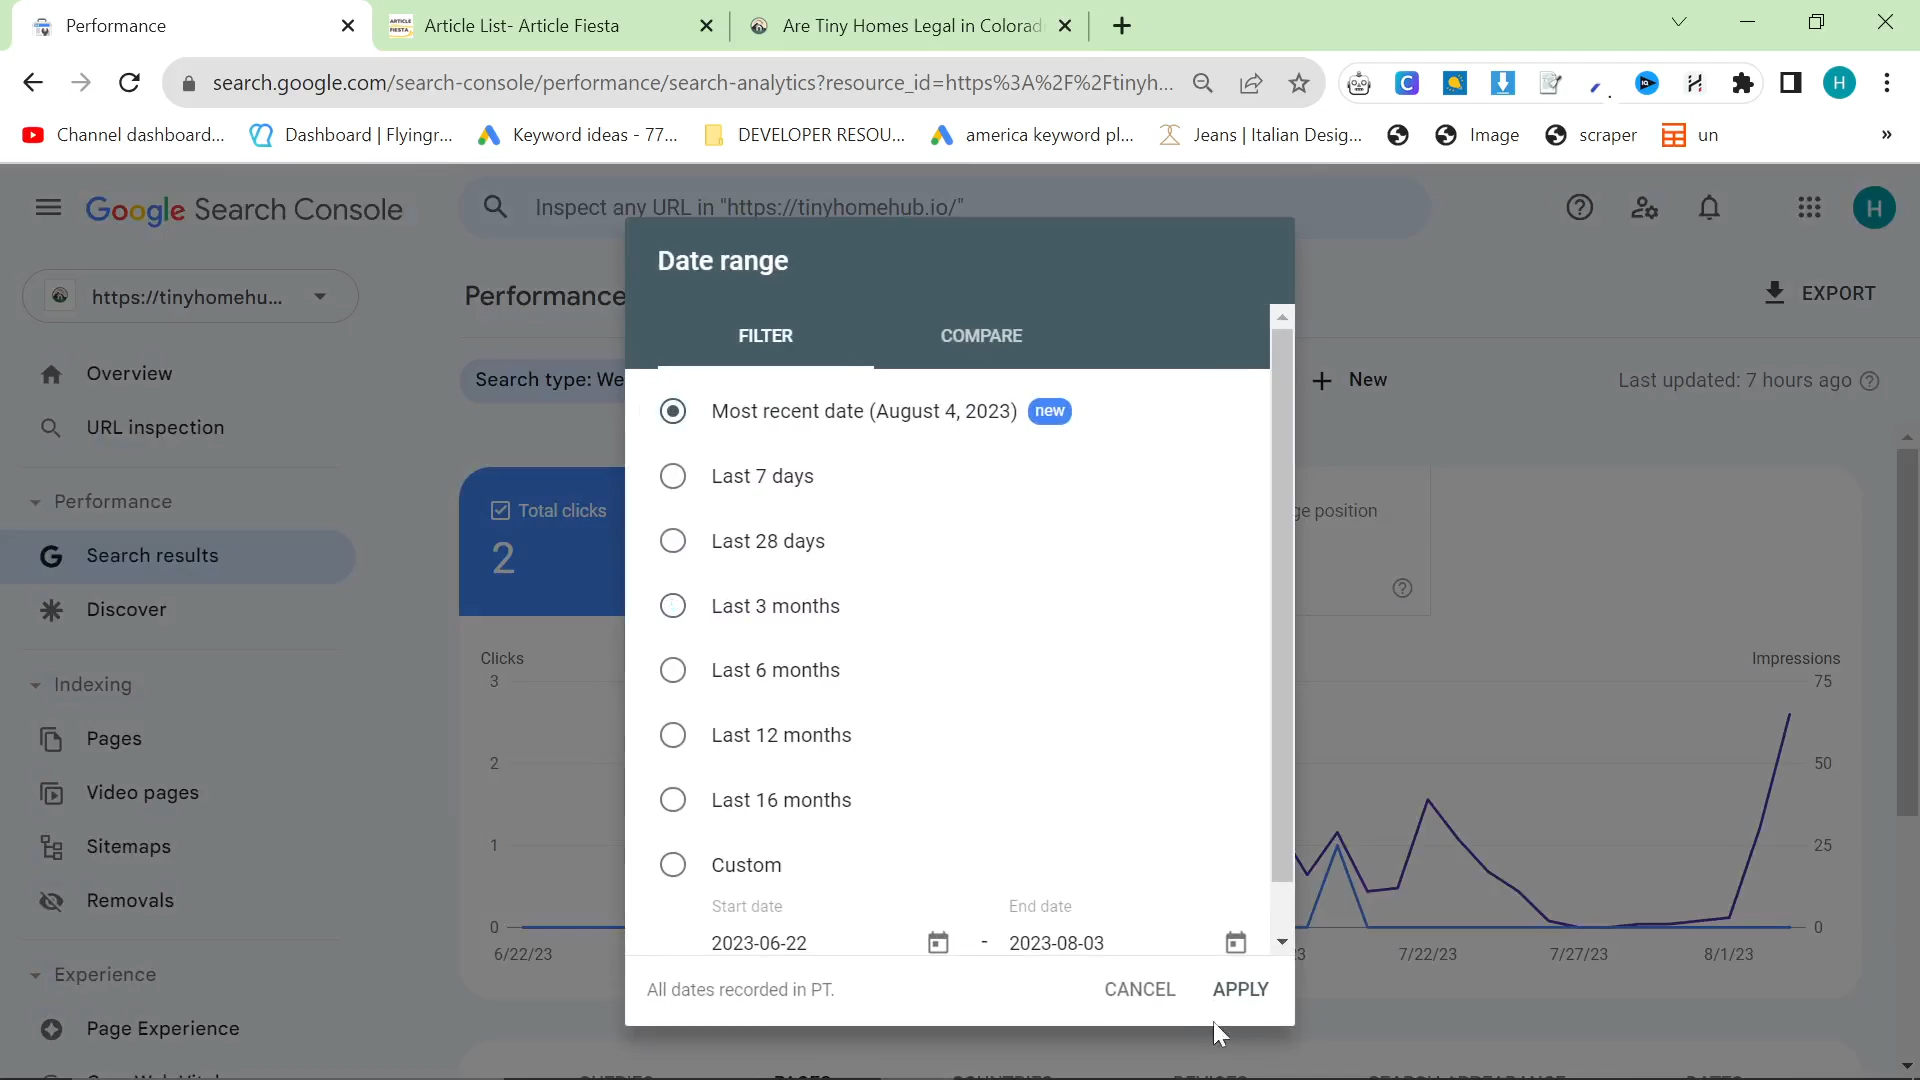 Performance
Article List- Article Fiesta
Are Tiny Homes Legal in Colorad
search.google.com/search-console/performance/search-analytics?resource_id=https%3A%2F%2Ftinyh...
H
Channel dashboard...
Dashboard | Flyingr...
Keyword ideas - 77...
DEVELOPER RESOU...
america keyword pl...
Jeans | Italian Desig...
Image
scraper
un
»
Google Search Console
Inspect any URL in "https://tinyhomehub.io/"
H
https://tinyhomehu...
Performance
EXPORT
Search type: We
New
Last updated: 7 hours ago
Overview
URL inspection
Performance
Search results
Discover
Indexing
Pages
Video pages
Sitemaps
Removals
Experience
Page Experience
Total clicks
2
ge position
Clicks
3
2
1
0
6/22/23
Impressions
75
50
25
0
7/22/23
7/27/23
8/1/23
Date range
FILTER
COMPARE
Most recent date (August 4, 2023)
new
Last 7 days
Last 28 days
Last 3 months
Last 6 months
Last 12 months
Last 16 months
Custom
Start date
End date
2023-06-22
-
2023-08-03
All dates recorded in PT.
CANCEL
APPLY